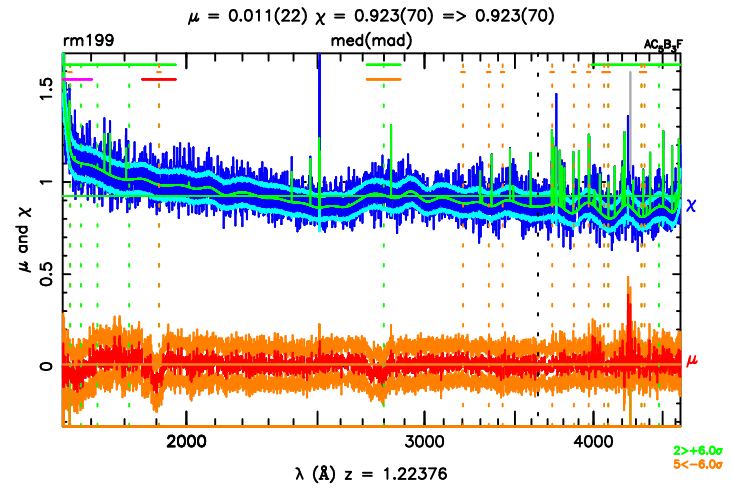 μ = 0.011(22) χ = 0.923(70) => 0.923(70)
rm199 med(mad) AC5B3F
1.5
1
0.5
0
μ and χ
χ
μ
2000 3000 4000
2>+6.0σ
5<-6.0σ
λ (Å) z = 1.22376